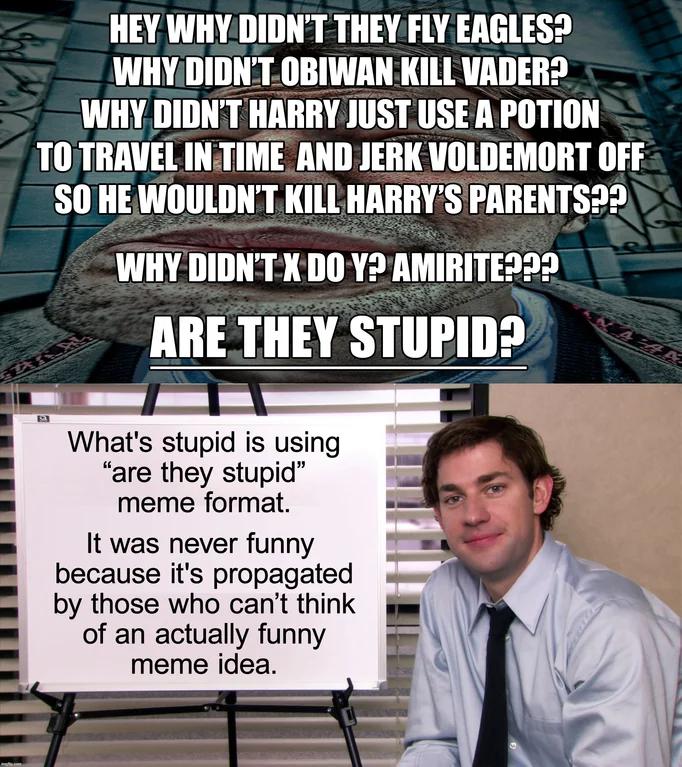 HEY WHY DIDN'T THEY FLY EAGLES?
WHY DIDN'T OBIWAN KILL VADER?
WHY DIDN'T HARRY JUST USE A POTION
TO TRAVEL IN TIME AND JERK VOLDEMORT OFF
SO HE WOULDN'T KILL HARRY'S PARENTS??
WHY DIDN'T X DO Y? AMIRITE???
ARE THEY STUPID?
What's stupid is using
“are they stupid”
meme format.
It was never funny
because it's propagated
by those who can’t think
of an actually funny
meme idea.
imgflip.com